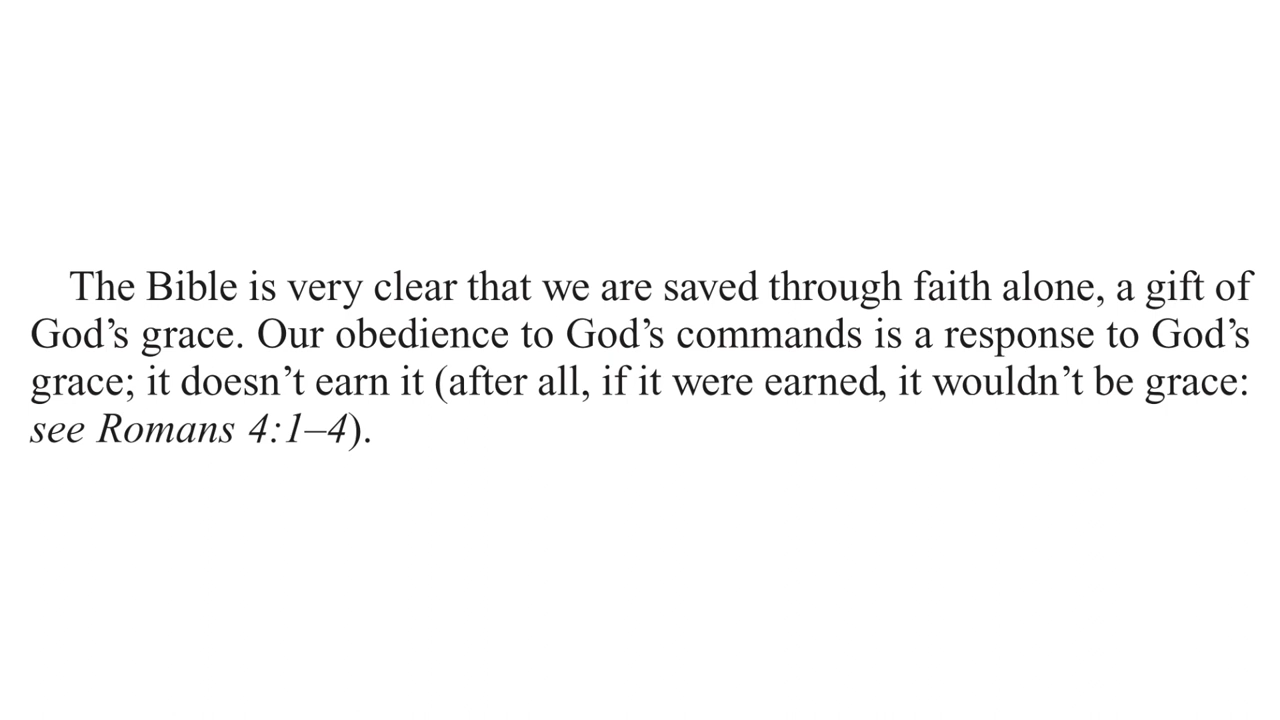 The Bible is very clear that we are saved through faith alone, a gift of
God’s grace. Our obedience to God’s commands is a response to God’s
grace; it doesn’t earn it (after all, if it were earned, it wouldn’t be grace:
see Romans 4:1–4).